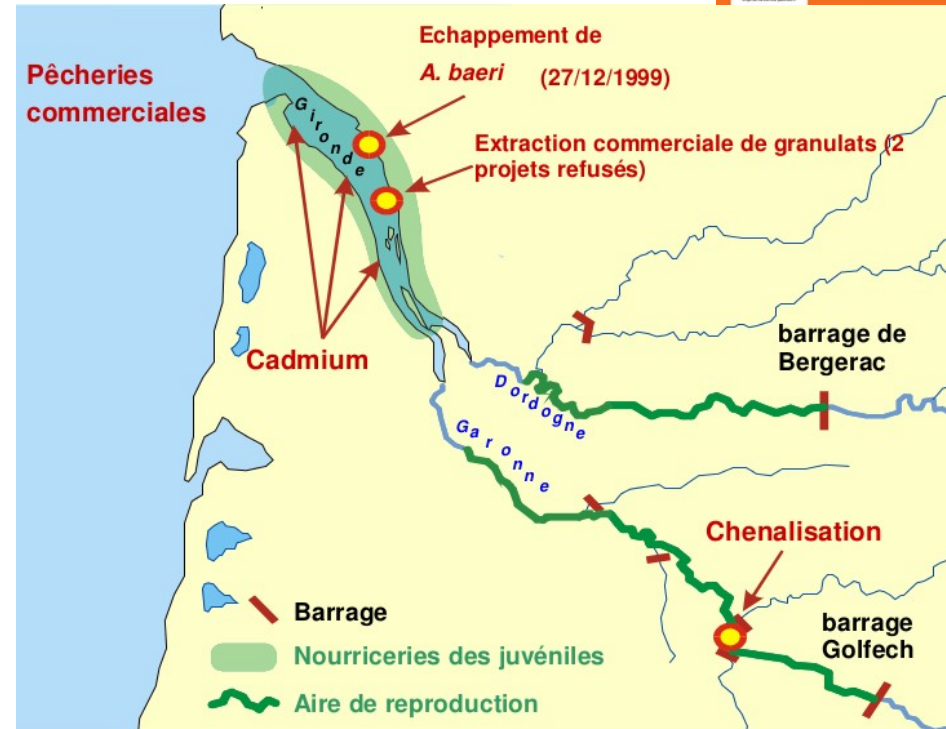 Echappement de
A. baeri (27/12/1999)
Pêcheries
commerciales
Gironde
Extraction commerciale de granulats (2
projets refusés)
Cadmium
barrage de
Bergerac
Dordogne
Garonne
Chenalisation
barrage
Golfech
Barrage
Nourriceries des juvéniles
Aire de reproduction